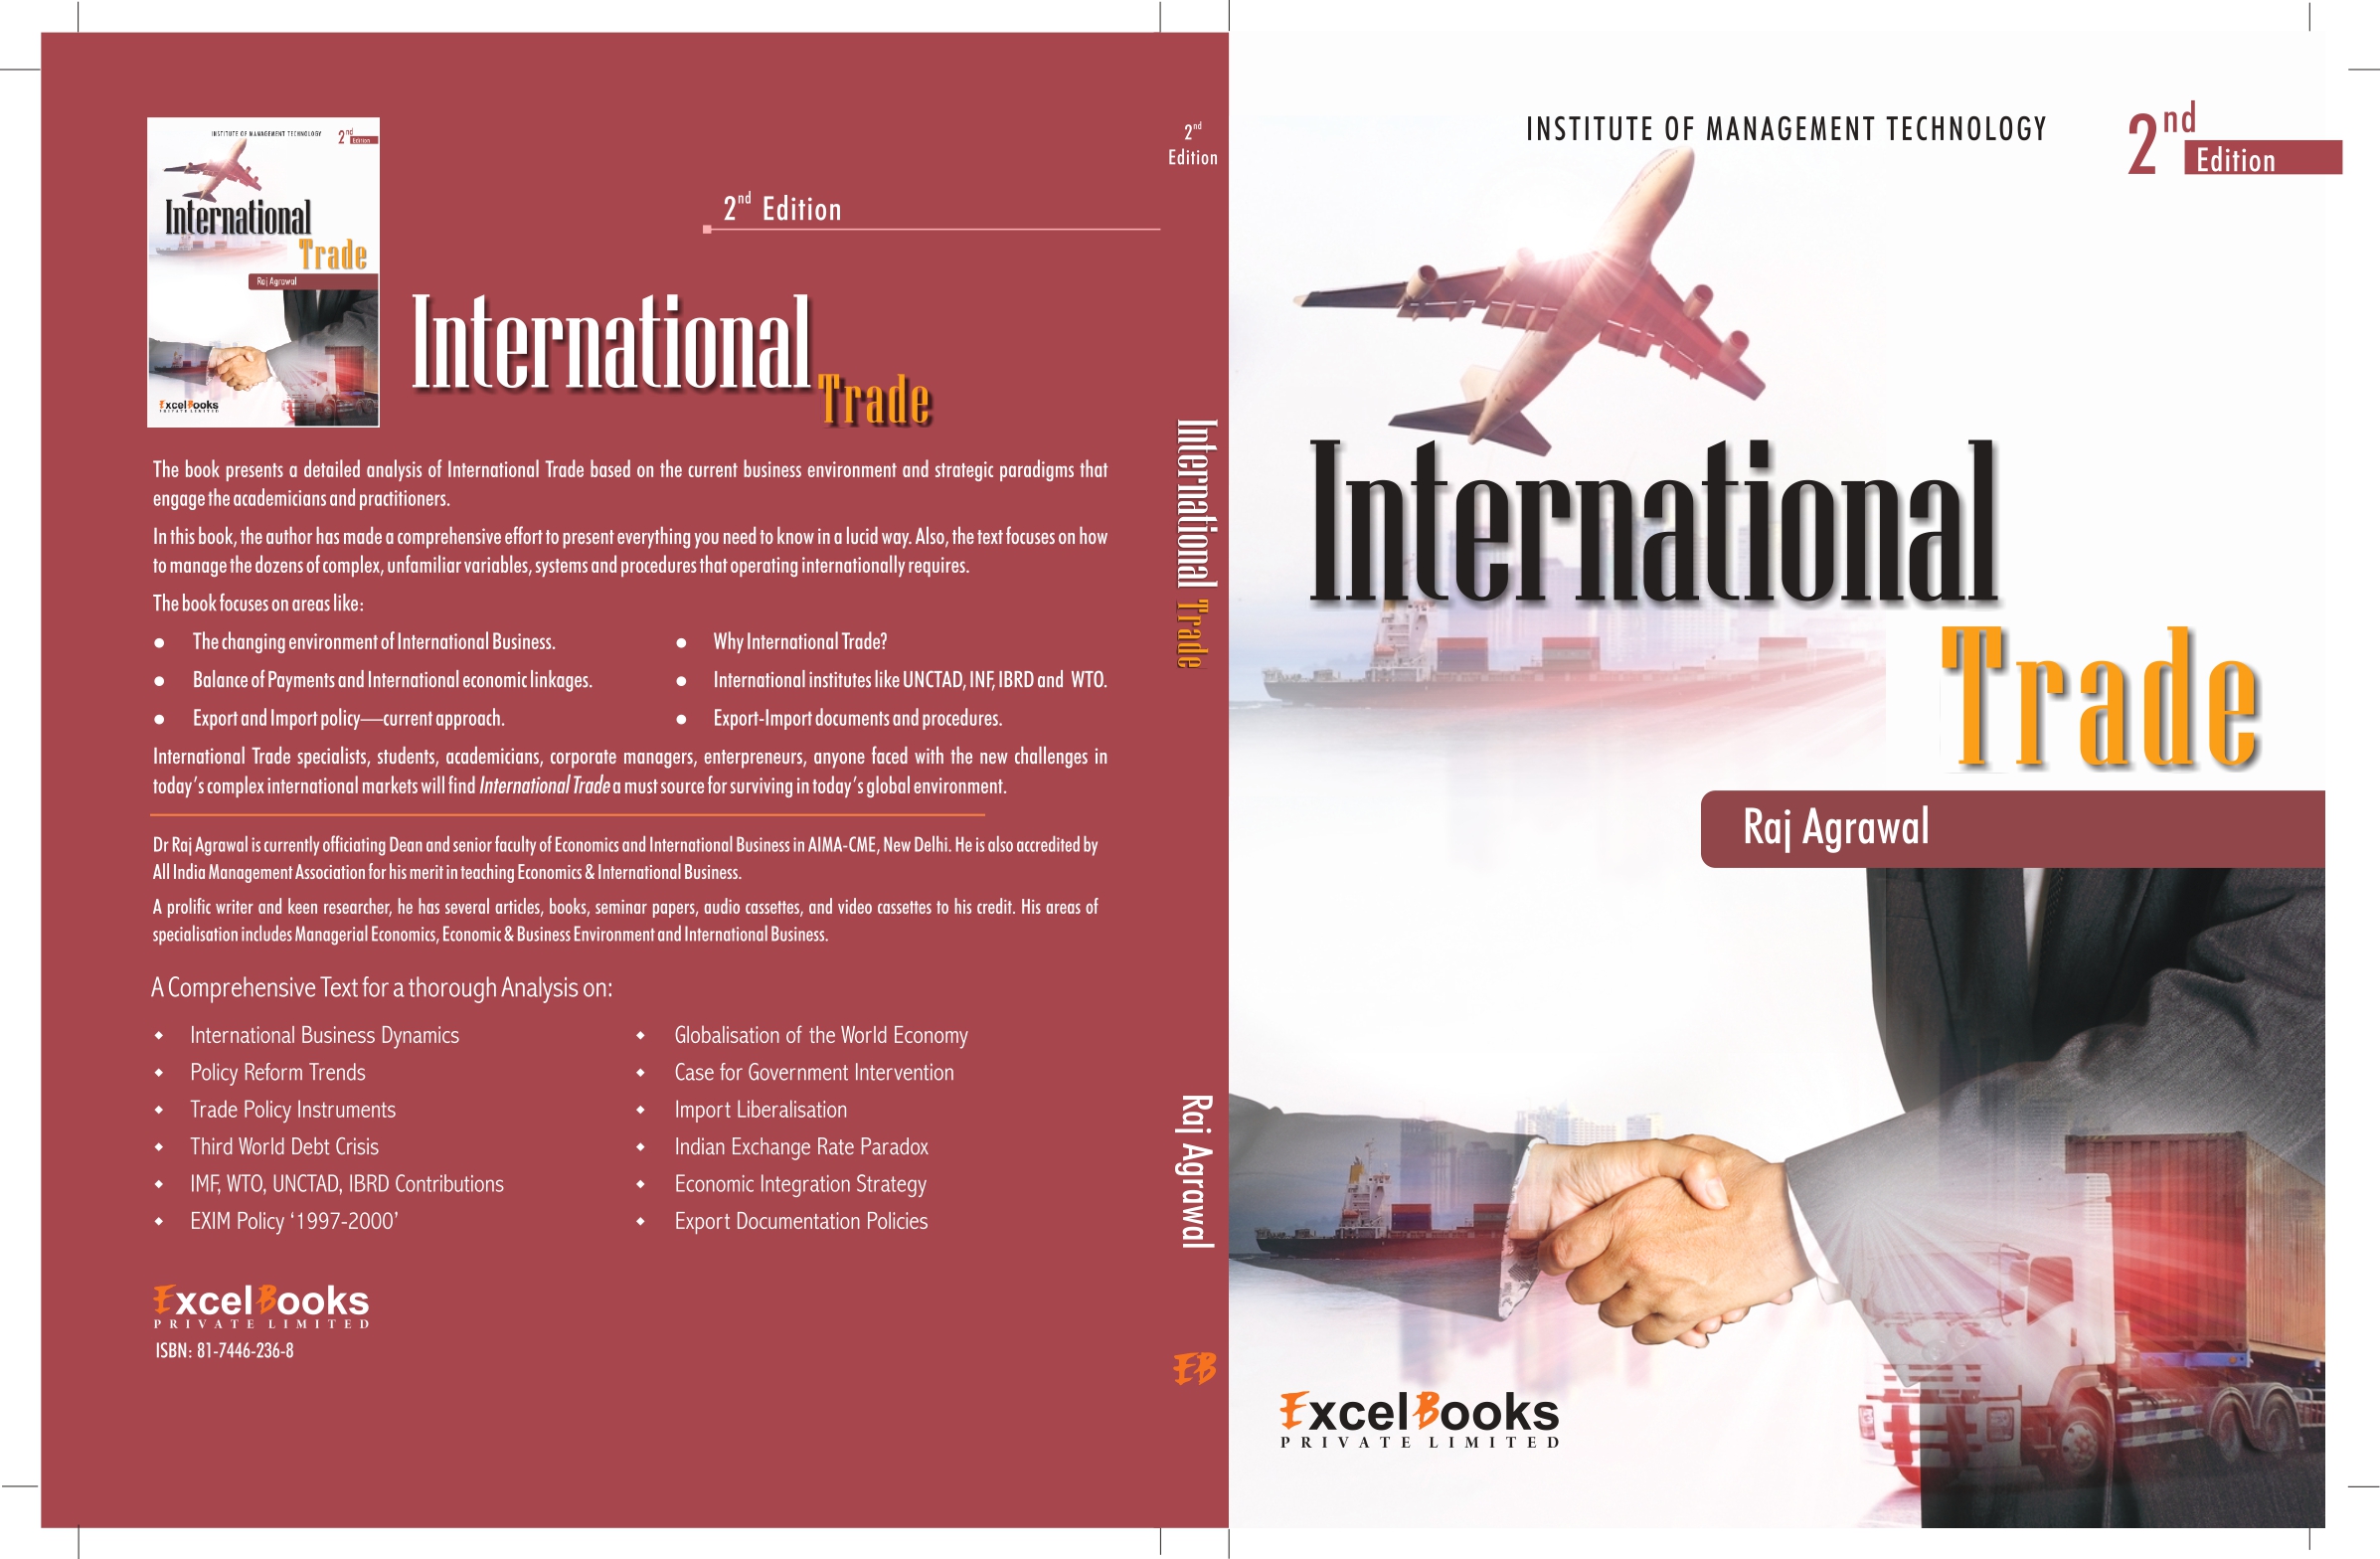 INSTITUTE OF MANAGEMENT TECHNOLOGY
2nd
Edition
International
Trade
Raj Agrawal
ExcelBooks
PRIVATE LIMITED
2nd Edition
International
Trade
The book presents a detailed analysis of International Trade based on the current business environment and strategic paradigms that
engage the academicians and practitioners.
In this book, the author has made a comprehensive effort to present everything you need to know in a lucid way. Also, the text focuses on how
to manage the dozens of complex, unfamiliar variables, systems and procedures that operating internationally requires.
The book focuses on areas like:
● The changing environment of International Business.
● Why International Trade?
● Balance of Payments and International economic linkages.
● International institutes like UNCTAD, INF, IBRD and WTO.
● Export and Import policy—current approach.
● Export-Import documents and procedures.
International Trade specialists, students, academicians, corporate managers, enterpreneurs, anyone faced with the new challenges in
today's complex international markets will find International Trade a must source for surviving in today's global environment.
Dr Raj Agrawal is currently officiating Dean and senior faculty of Economics and International Business in AIMA-CME, New Delhi. He is also accredited by
All India Management Association for his merit in teaching Economics & International Business.
A prolific writer and keen researcher, he has several articles, books, seminar papers, audio cassettes, and video cassettes to his credit. His areas of
specialisation includes Managerial Economics, Economic & Business Environment and International Business.
A Comprehensive Text for a thorough Analysis on:
◆ International Business Dynamics
◆ Globalisation of the World Economy
◆ Policy Reform Trends
◆ Case for Government Intervention
◆ Trade Policy Instruments
◆ Import Liberalisation
◆ Third World Debt Crisis
◆ Indian Exchange Rate Paradox
◆ IMF, WTO, UNCTAD, IBRD Contributions
◆ Economic Integration Strategy
◆ EXIM Policy ‘1997-2000’
◆ Export Documentation Policies
ExcelBooks
PRIVATE LIMITED
ISBN: 81-7446-236-8
2nd
Edition
International Trade
Raj Agrawal
EB
INSTITUTE OF MANAGEMENT TECHNOLOGY
2nd
Edition
International
Trade
Raj Agrawal
ExcelBooks
PRIVATE LIMITED